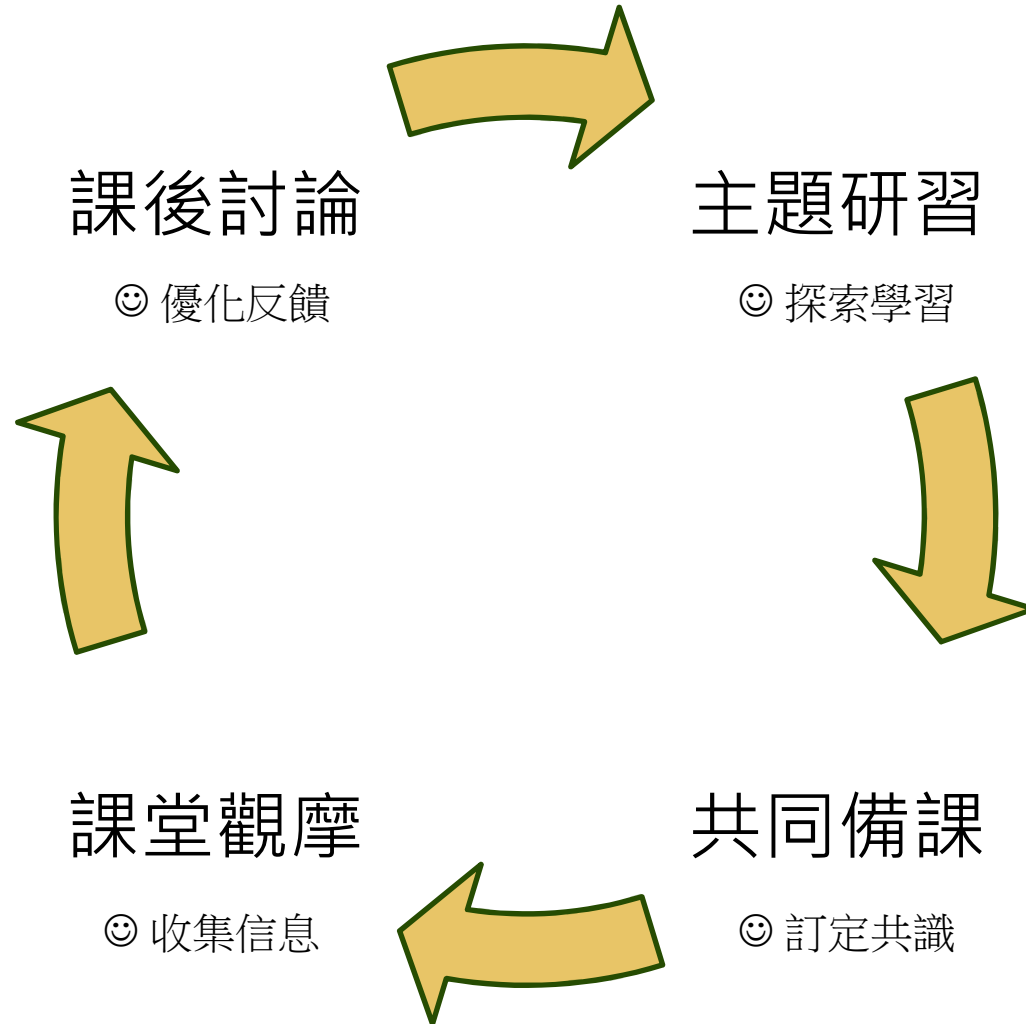 課後討論
☺ 優化反饋
主題研習
☺ 探索學習
課堂觀摩
☺ 收集信息
共同備課
☺ 訂定共識